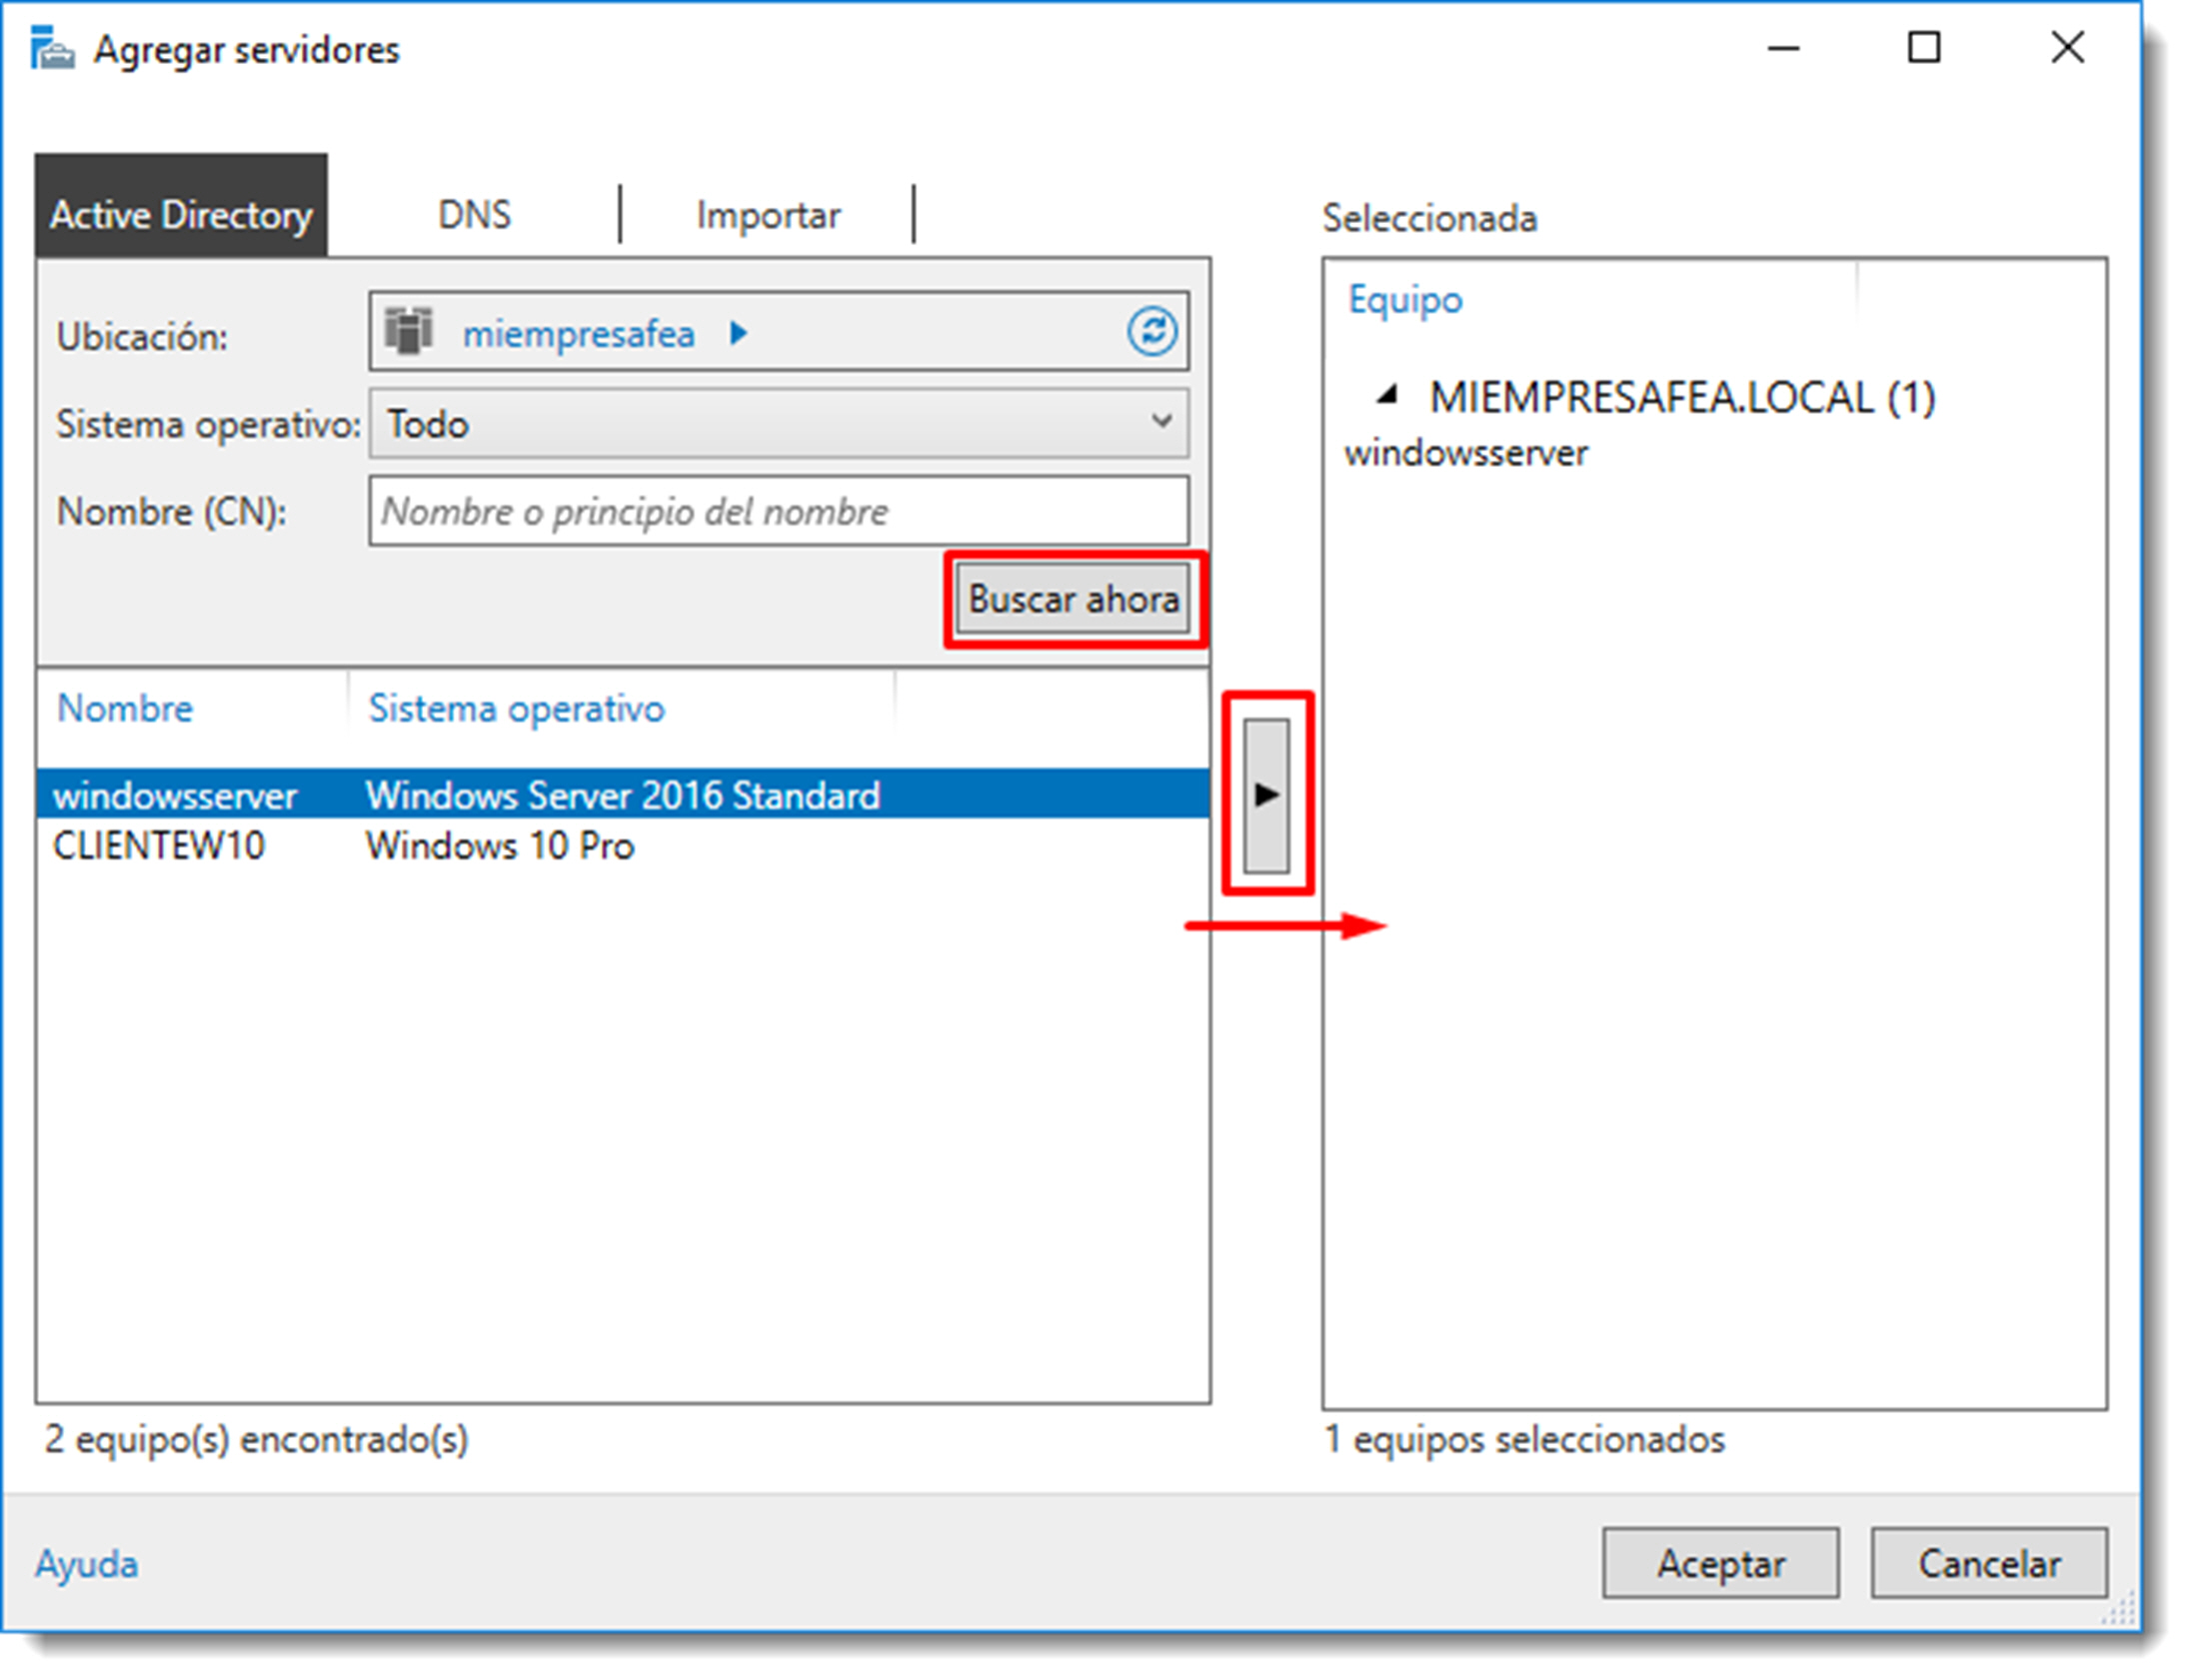 Agregar servidores
Active Directory
DNS
Importar
Ubicación:
miempresafea
Sistema operativo:
Todo
Nombre (CN):
Nombre o principio del nombre
Buscar ahora
Nombre
Sistema operativo
windowsserver
Windows Server 2016 Standard
CLIENTEW10
Windows 10 Pro
2 equipo(s) encontrado(s)
Seleccionada
Equipo
MIEMPRESAFEA.LOCAL (1)
windowsserver
1 equipos seleccionados
Ayuda
Aceptar
Cancelar